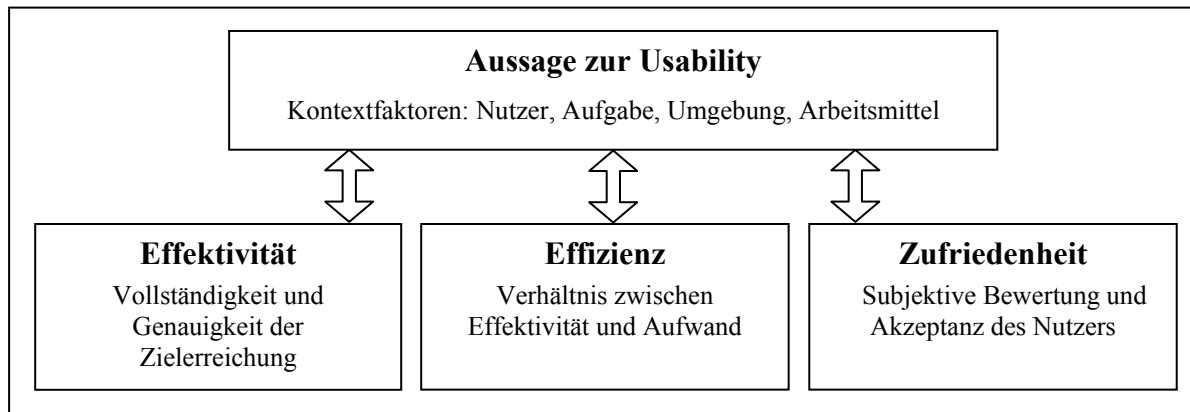 Aussage zur Usability
Kontextfaktoren: Nutzer, Aufgabe, Umgebung, Arbeitsmittel
Effektivität
Vollständigkeit und
Genauigkeit der
Zielerreichung
Effizienz
Verhältnis zwischen
Effektivität und Aufwand
Zufriedenheit
Subjektive Bewertung und
Akzeptanz des Nutzers